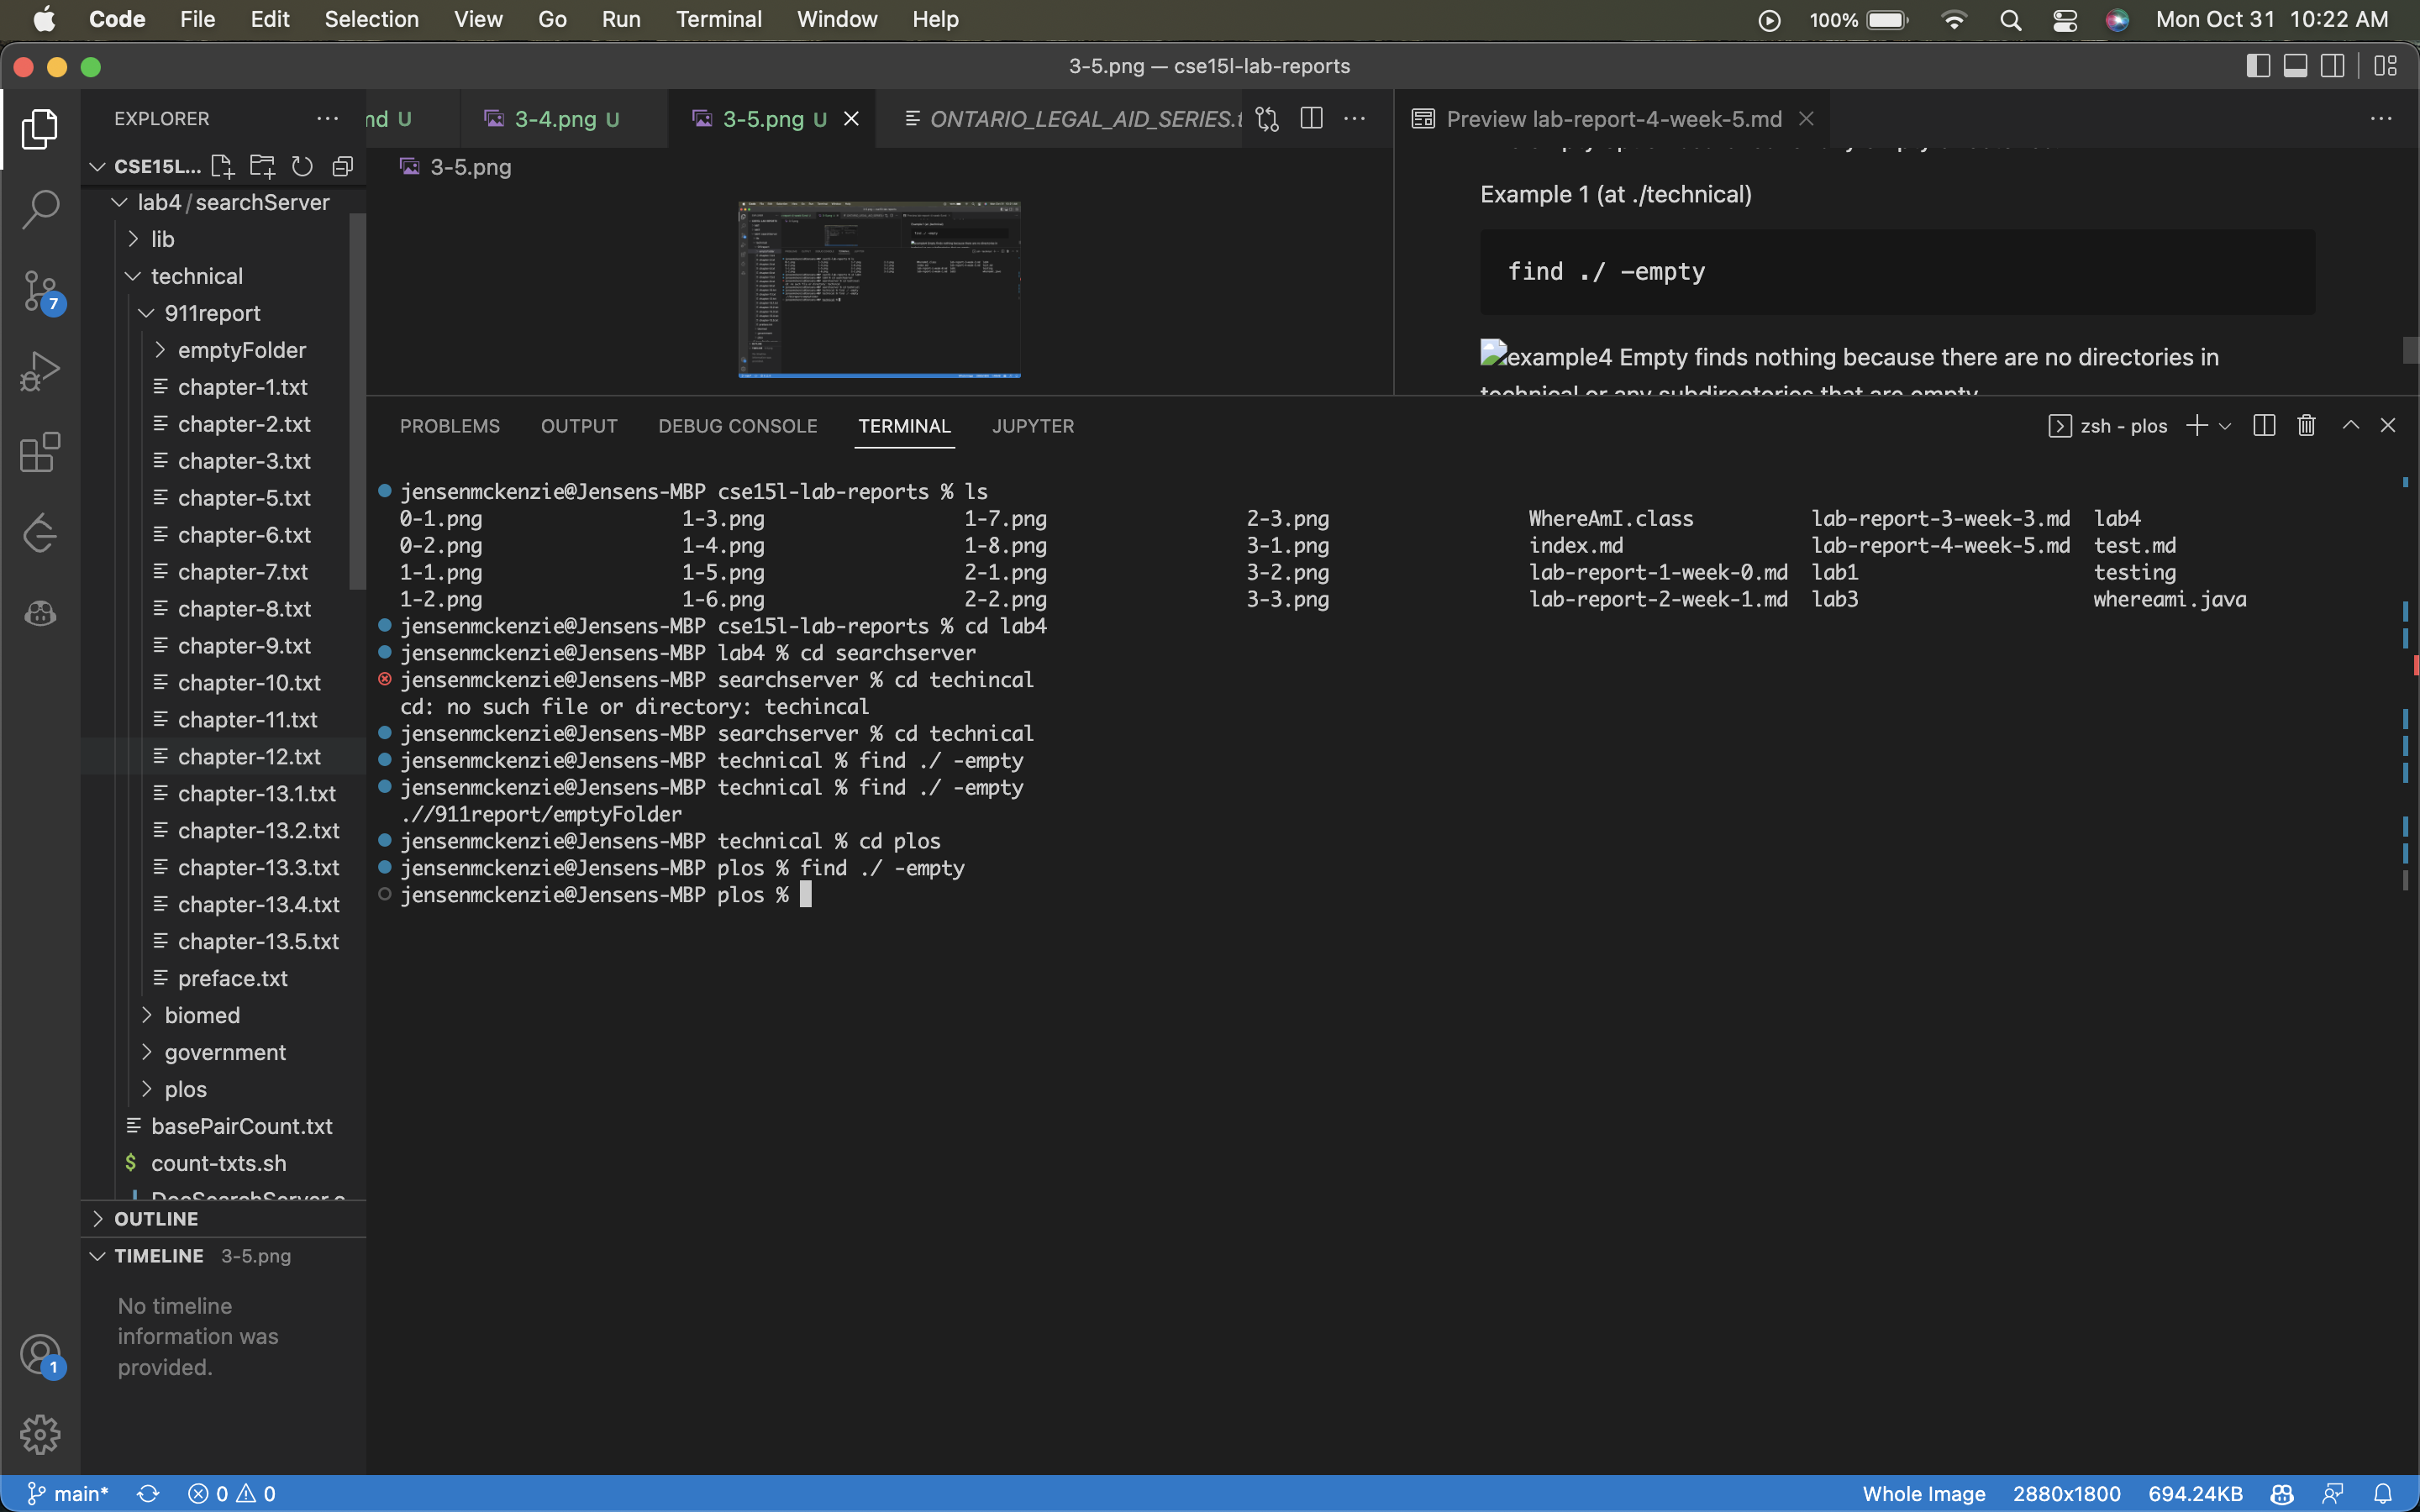 Code File Edit Selection View Go Run Terminal Window Help 100% Mon Oct 31 10:22 AM
3-5.png — cse15l-lab-reports
EXPLORER
CSE15L...
lab4/searchServer
lib
technical
911report
emptyFolder
chapter-1.txt
chapter-2.txt
chapter-3.txt
chapter-5.txt
chapter-6.txt
chapter-7.txt
chapter-8.txt
chapter-9.txt
chapter-10.txt
chapter-11.txt
chapter-12.txt
chapter-13.1.txt
chapter-13.2.txt
chapter-13.3.txt
chapter-13.4.txt
chapter-13.5.txt
preface.txt
biomed
government
plos
basePairCount.txt
count-txts.sh
OUTLINE
TIMELINE 3-5.png
No timeline
information was
provided.
7
1
U 3-4.png U 3-5.png U ONTARIO_LEGAL_AID_SERIES.
3-5.png
Preview lab-report-4-week-5.md
Example 1 (at ./technical)
find ./ -empty
example4 Empty finds nothing because there are no directories in
technical or any subdirectories that are empty
PROBLEMS OUTPUT DEBUG CONSOLE TERMINAL JUPYTER zsh - plos
jensenmckenzie@Jensens-MBP cse15l-lab-reports % ls
0-1.png 1-3.png 1-7.png 2-3.png WhereAmI.class lab-report-3-week-3.md lab4
0-2.png 1-4.png 1-8.png 3-1.png index.md lab-report-4-week-5.md test.md
1-1.png 1-5.png 2-1.png 3-2.png lab-report-1-week-0.md lab1 testing
1-2.png 1-6.png 2-2.png 3-3.png lab-report-2-week-1.md lab3 whereami.java
jensenmckenzie@Jensens-MBP cse15l-lab-reports % cd lab4
jensenmckenzie@Jensens-MBP lab4 % cd searchserver
jensenmckenzie@Jensens-MBP searchserver % cd techincal
cd: no such file or directory: techincal
jensenmckenzie@Jensens-MBP searchserver % cd technical
jensenmckenzie@Jensens-MBP technical % find ./ -empty
jensenmckenzie@Jensens-MBP technical % find ./ -empty
.//911report/emptyFolder
jensenmckenzie@Jensens-MBP technical % cd plos
jensenmckenzie@Jensens-MBP plos % find ./ -empty
jensenmckenzie@Jensens-MBP plos %
main* 0 0 Whole Image 2880x1800 694.24KB